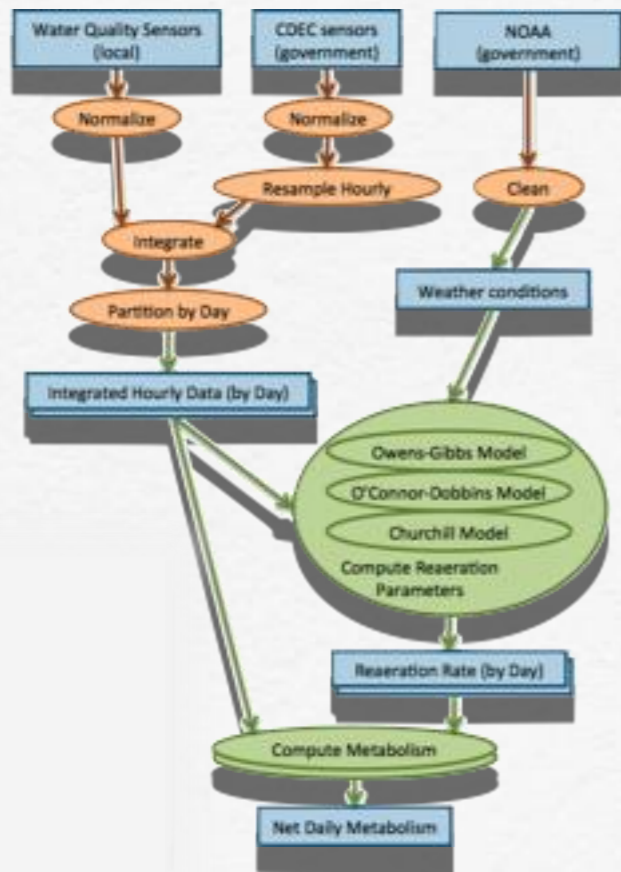 Water Quality Sensors
(local)
CDEC sensors
(government)
NOAA
(government)
Normalize
Normalize
Resample Hourly
Clean
Integrate
Partition by Day
Weather conditions
Integrated Hourly Data (by Day)
Owens-Gibbs Model
O'Connor-Dobbins Model
Churchill Model
Compute Reaeration
Parameters
Reaeration Rate (by Day)
Compute Metabolism
Net Daily Metabolism